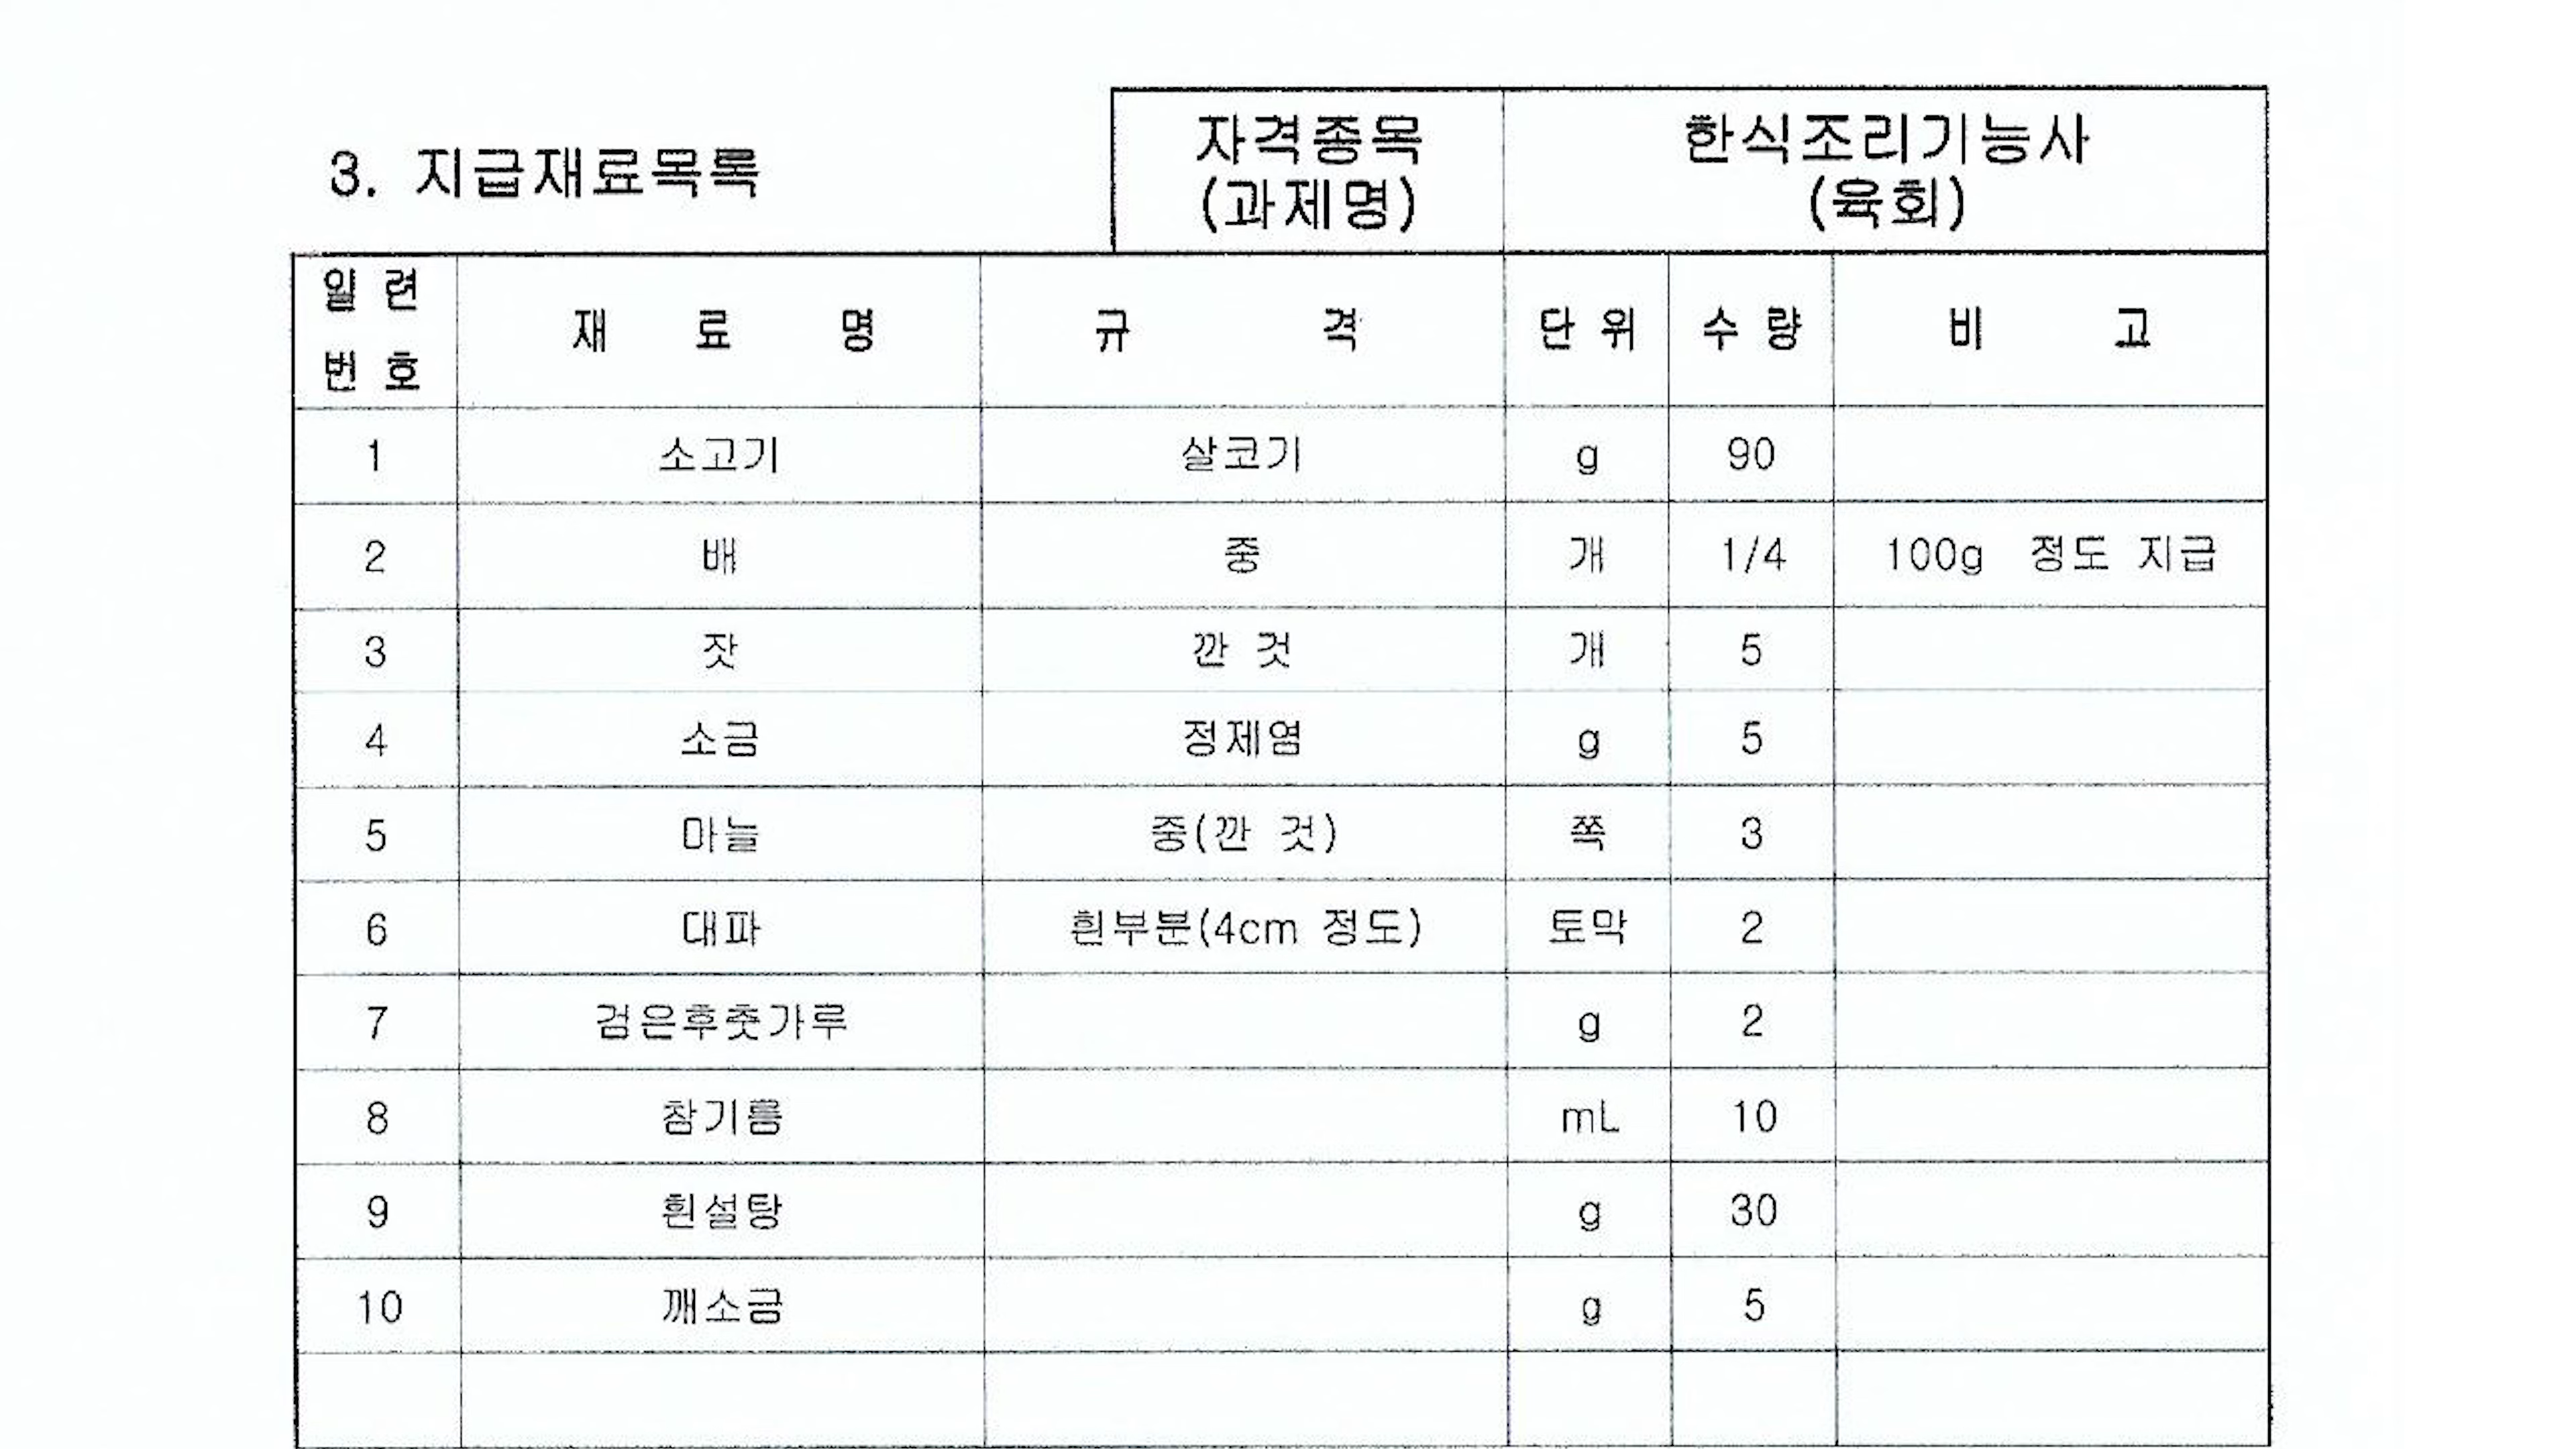 3. 지급재료목록
자격종목
(과제명)
한식조리기능사
(육회)
일련
번호
재 료 명
규 격
단위
수량
비 고
1 소고기 살코기 g 90
2 배 중 개 1/4 100g 정도 지급
3 잣 깐 것 개 5
4 소금 정제염 g 5
5 마늘 중(깐 것) 쪽 3
6 대파 흰부분(4cm 정도) 토막 2
7 검은후춧가루 g 2
8 참기름 mL 10
9 흰설탕 g 30
10 깨소금 g 5